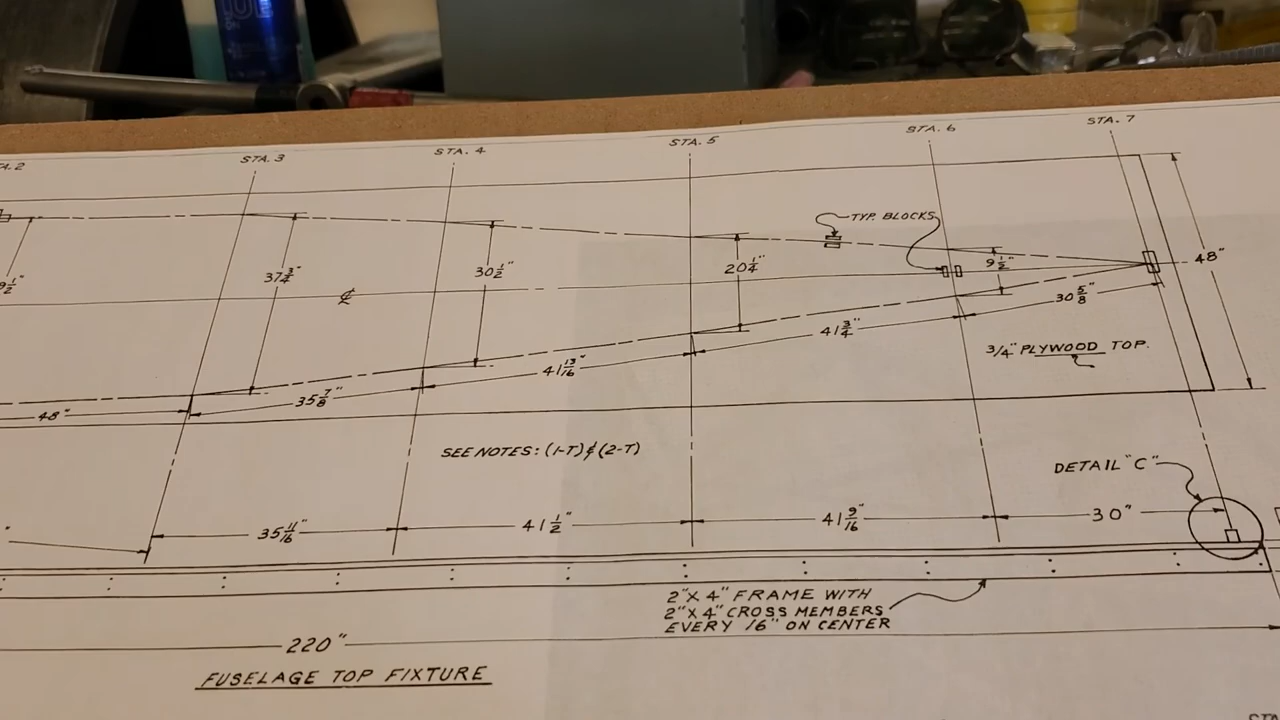 STA. 3
STA. 4
STA. 5
STA. 6
STA. 7
TYP. BLOCKS
37 3/4"
30 1/2"
20 1/4"
9 1/2"
48"
℄
30 5/8"
41 3/4"
41 13/16"
35 7/8"
48"
3/4" PLYWOOD TOP.
SEE NOTES: (1-T) & (2-T)
DETAIL "C"
35 11/16"
41 1/2"
41 9/16"
30"
2" X 4" FRAME WITH
2" X 4" CROSS MEMBERS
EVERY 16" ON CENTER
220"
FUSELAGE TOP FIXTURE